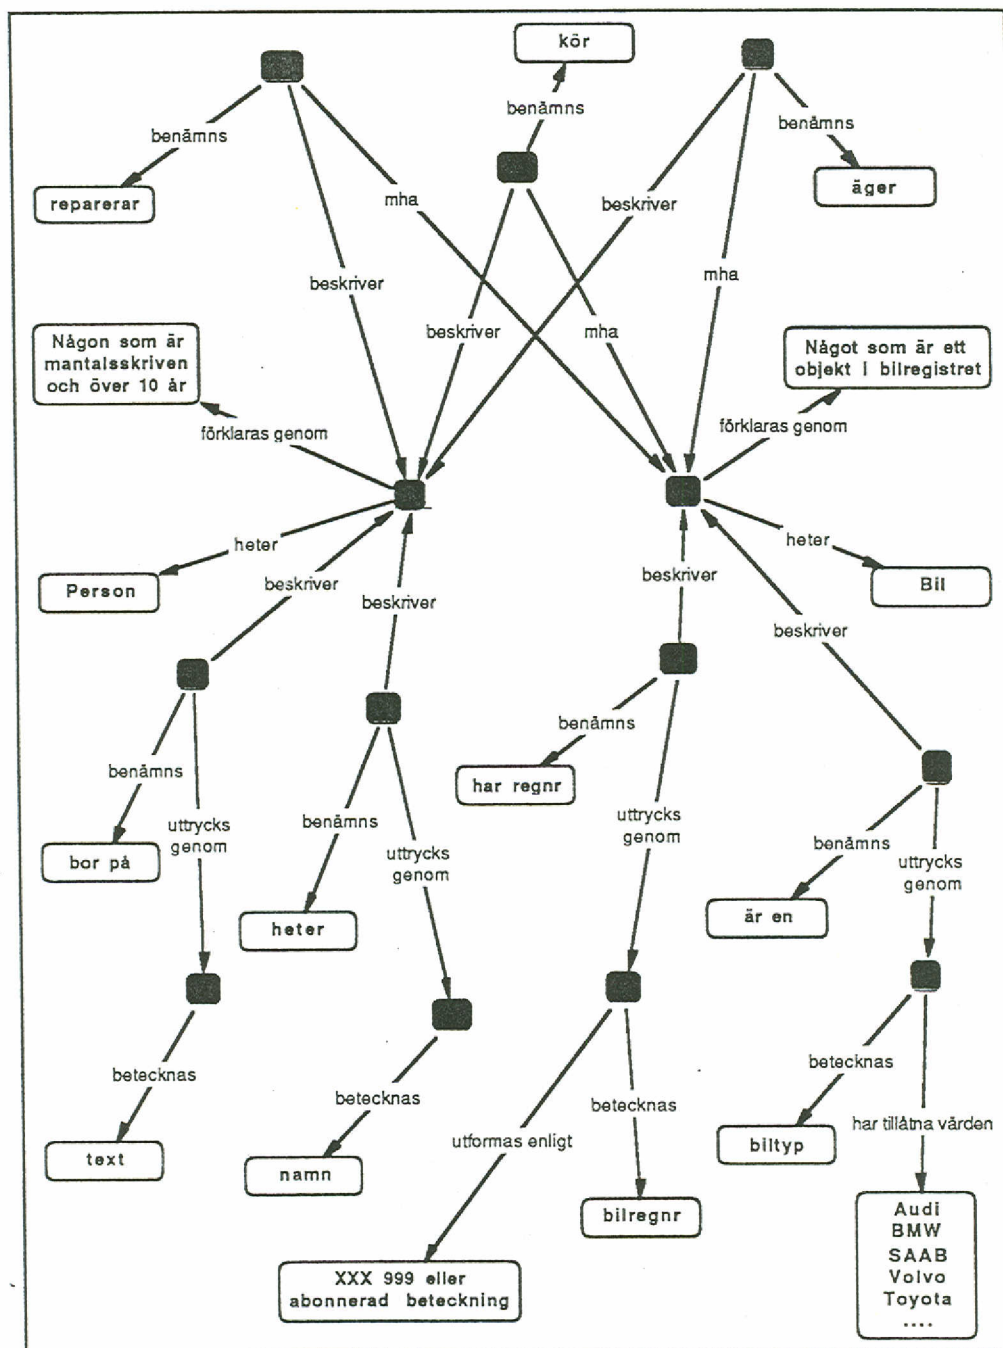 kör
benämns
benämns
benämns
reparerar
mha
beskriver
äger
beskriver
mha
beskriver
mha
Någon som är
mantalsskriven
och över 10 år
Något som är ett
objekt i bilregistret
förklaras genom
förklaras genom
heter
heter
Person
beskriver
beskriver
beskriver
Bil
beskriver
benämns
benämns
har regnr
uttrycks
genom
benämns
uttrycks
genom
uttrycks
genom
benämns
uttrycks
genom
bor på
heter
är en
betecknas
betecknas
utformas enligt
betecknas
betecknas
har tillåtna värden
text
namn
bilregnr
biltyp
XXX 999 eller
abonnerad beteckning
Audi
BMW
SAAB
Volvo
Toyota
....